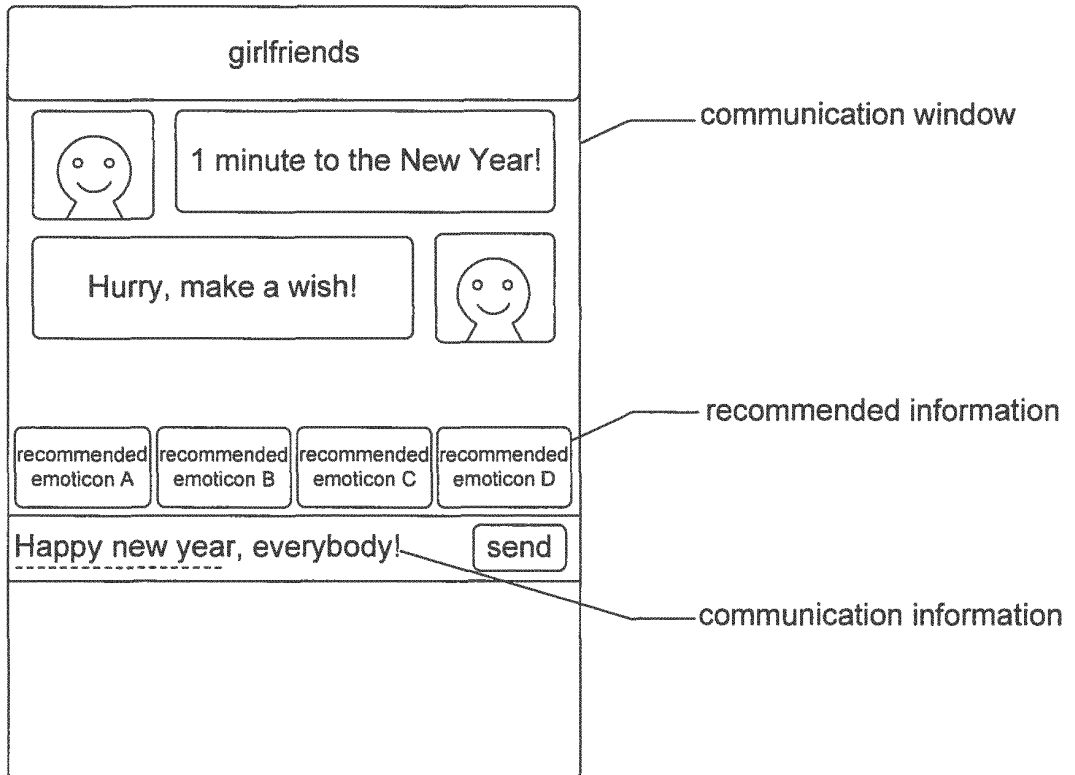 girlfriends
communication window
1 minute to the New Year!
Hurry, make a wish!
recommended information
recommended
emoticon A
recommended
emoticon B
recommended
emoticon C
recommended
emoticon D
Happy new year, everybody!
send
communication information